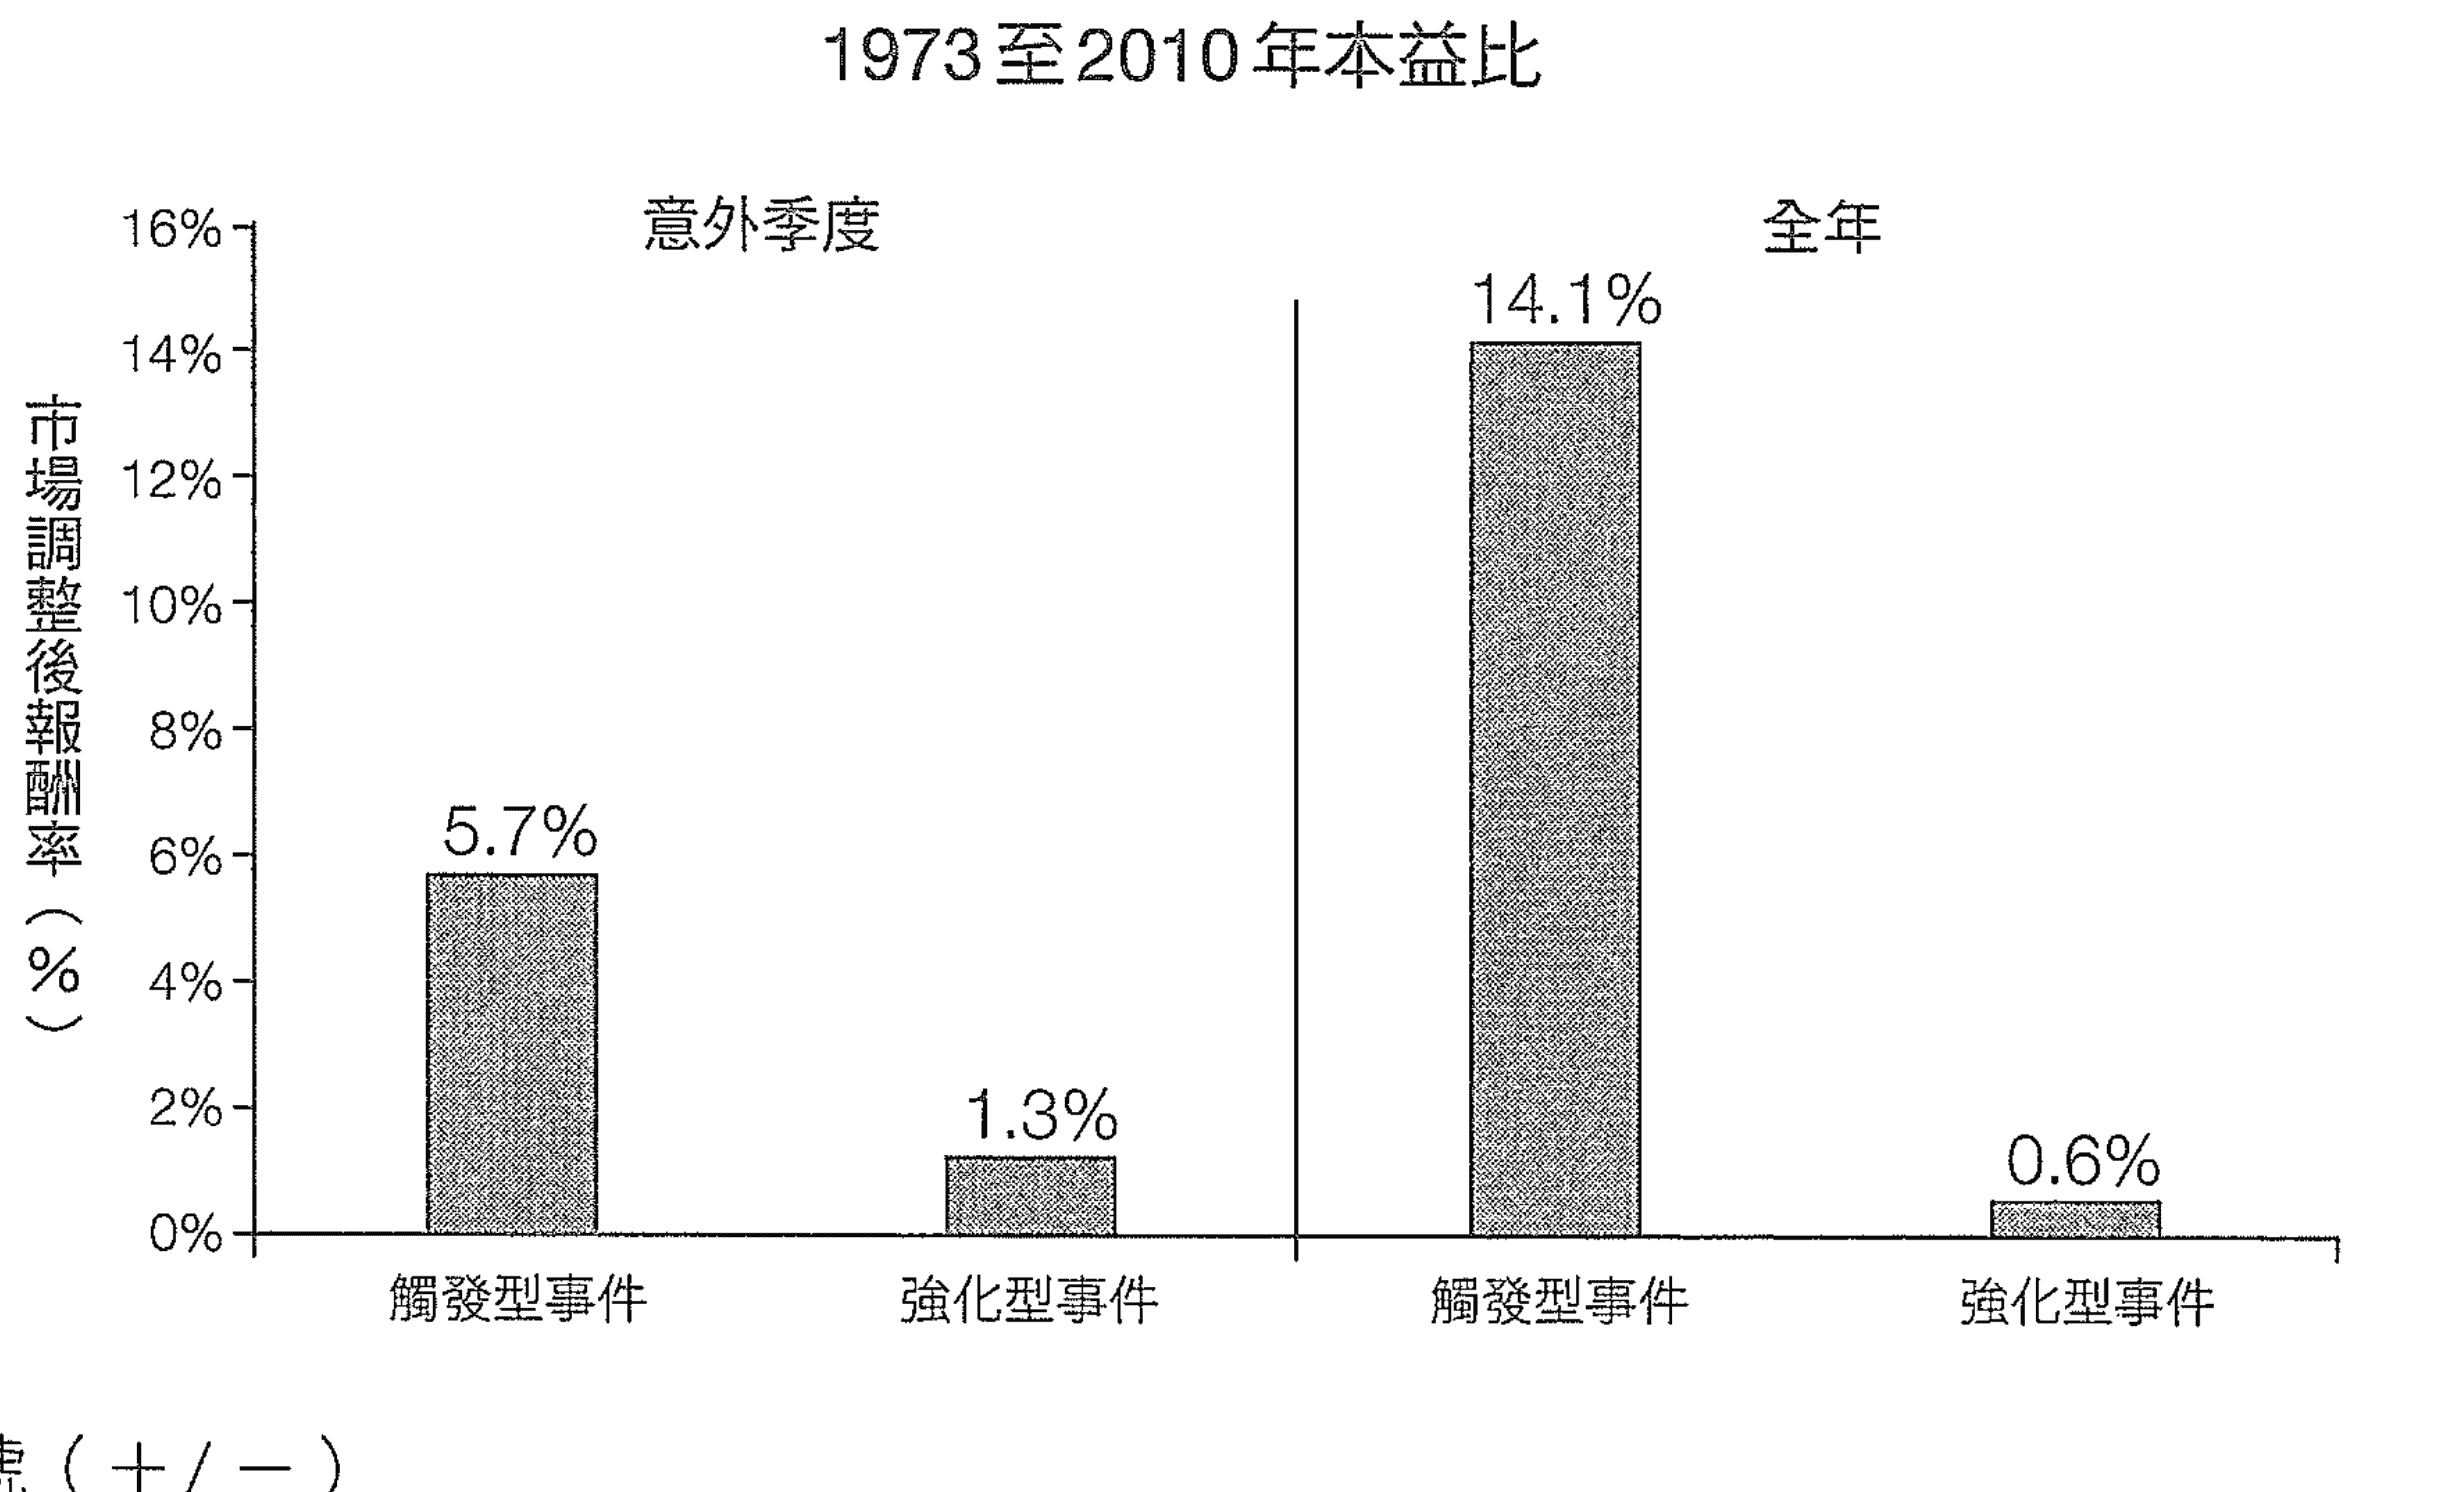 1973至2010年本益比
意外季度
全年
市場調整後報酬率(%)
16%
14%
12%
10%
8%
6%
4%
2%
0%
5.7%
1.3%
14.1%
0.6%
觸發型事件
強化型事件
觸發型事件
強化型事件
(+/-)